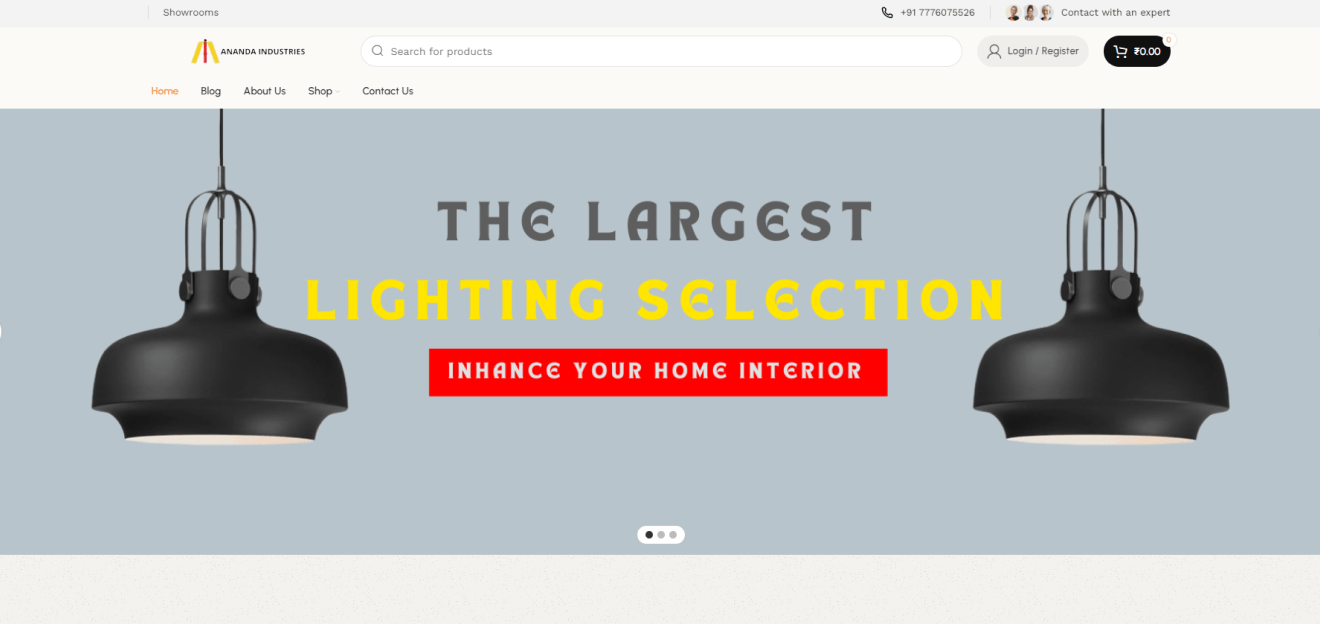 Showrooms
+91 7776075526
Contact with an expert
ANANDA INDUSTRIES
Search for products
Login / Register
0
₹0.00
Home
Blog
About Us
Shop
Contact Us
THE LARGEST
LIGHTING SELECTION
INHANCE YOUR HOME INTERIOR